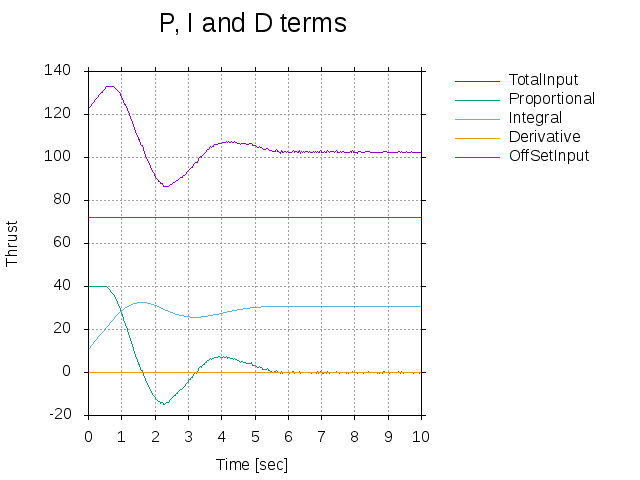 P, I and D terms
140
120
100
80
60
40
20
0
-20
Thrust
0 1 2 3 4 5 6 7 8 9 10
Time [sec]
TotalInput
Proportional
Integral
Derivative
OffSetInput